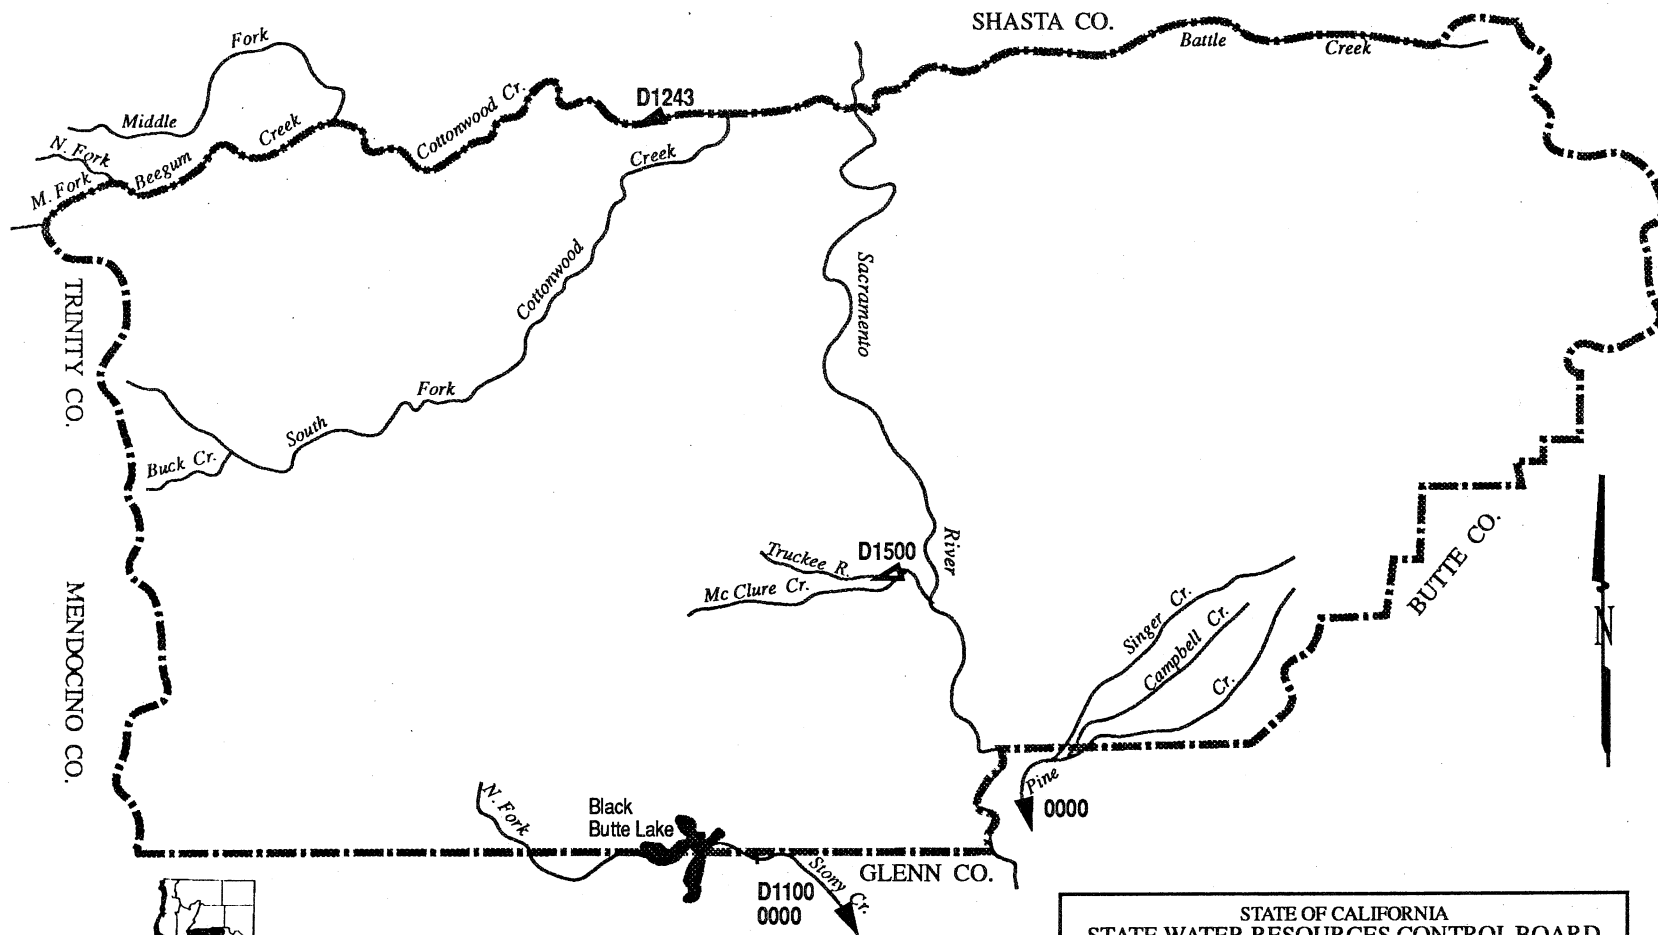 SHASTA CO.
Fork
Battle
Creek
D1243
Cottonwood Cr.
Middle
Creek
N. Fork
Beegum
Creek
M. Fork
Sacramento
Cottonwood
TRINITY CO.
Fork
South
Buck Cr.
River
D1500
BUTTE CO.
Truckee R.
Mc Clure Cr.
N
Singer Cr.
Campbell Cr.
Cr.
MENDOCINO CO.
Pine
0000
N. Fork
Black
Butte Lake
Stony Cr.
GLENN CO.
D1100
0000
STATE OF CALIFORNIA
STATE WATER RESOURCES CONTROL BOARD